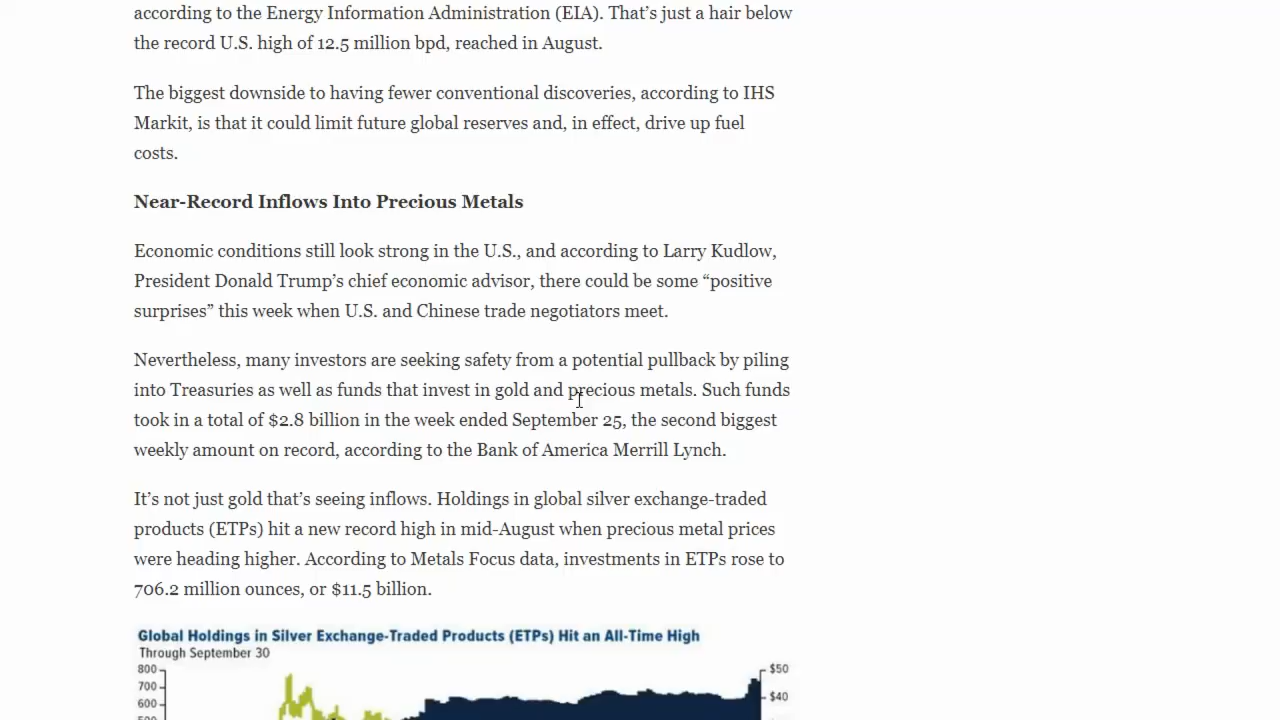 according to the Energy Information Administration (EIA). That’s just a hair below
the record U.S. high of 12.5 million bpd, reached in August.
The biggest downside to having fewer conventional discoveries, according to IHS
Markit, is that it could limit future global reserves and, in effect, drive up fuel
costs.
Near-Record Inflows Into Precious Metals
Economic conditions still look strong in the U.S., and according to Larry Kudlow,
President Donald Trump’s chief economic advisor, there could be some “positive
surprises” this week when U.S. and Chinese trade negotiators meet.
Nevertheless, many investors are seeking safety from a potential pullback by piling
into Treasuries as well as funds that invest in gold and precious metals. Such funds
took in a total of $2.8 billion in the week ended September 25, the second biggest
weekly amount on record, according to the Bank of America Merrill Lynch.
It’s not just gold that’s seeing inflows. Holdings in global silver exchange-traded
products (ETPs) hit a new record high in mid-August when precious metal prices
were heading higher. According to Metals Focus data, investments in ETPs rose to
706.2 million ounces, or $11.5 billion.
Global Holdings in Silver Exchange-Traded Products (ETPs) Hit an All-Time High
Through September 30
800 $50
700 $40
600